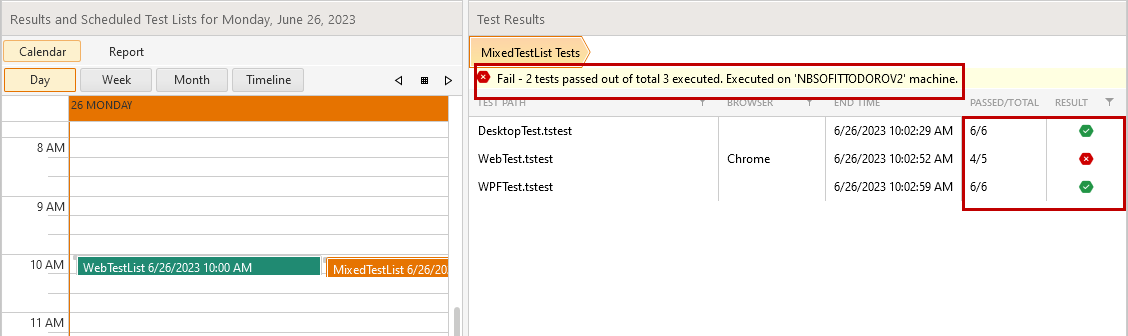 Results and Scheduled Test Lists for Monday, June 26, 2023
Calendar Report
Day Week Month Timeline
26 MONDAY
8 AM
9 AM
10 AM
WebTestList 6/26/2023 10:00 AM
MixedTestList 6/26/20
11 AM
Test Results
MixedTestList Tests
Fail - 2 tests passed out of total 3 executed. Executed on 'NBSOFITTODOROV2' machine.
TEST PATH BROWSER END TIME PASSED/TOTAL RESULT
DesktopTest.tstest 6/26/2023 10:02:29 AM 6/6
WebTest.tstest Chrome 6/26/2023 10:02:52 AM 4/5
WPFTest.tstest 6/26/2023 10:02:59 AM 6/6